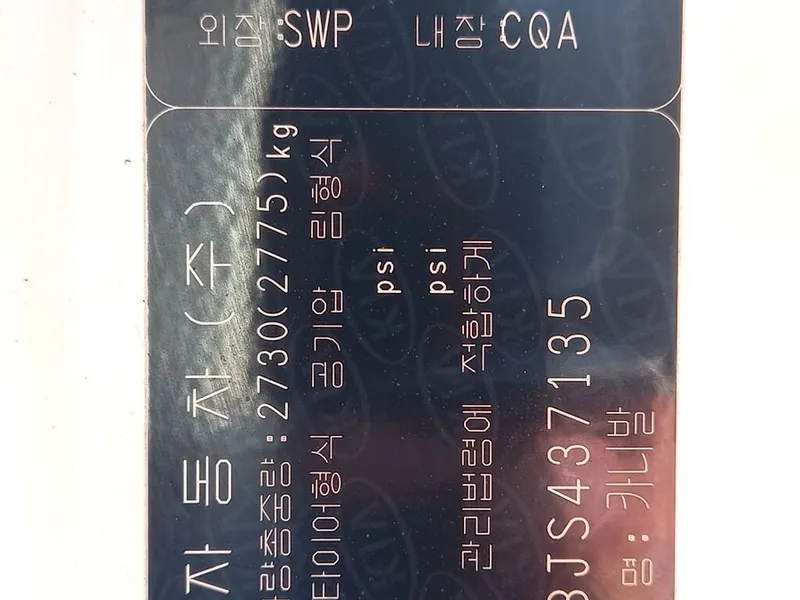 외장:SWP 내장:CQA
자동차(주)
량총중량:2730(2775)kg
타이어형식 공기압 림형식
psi
psi
관리법령에 적합하게
BJS437135
명:카니발